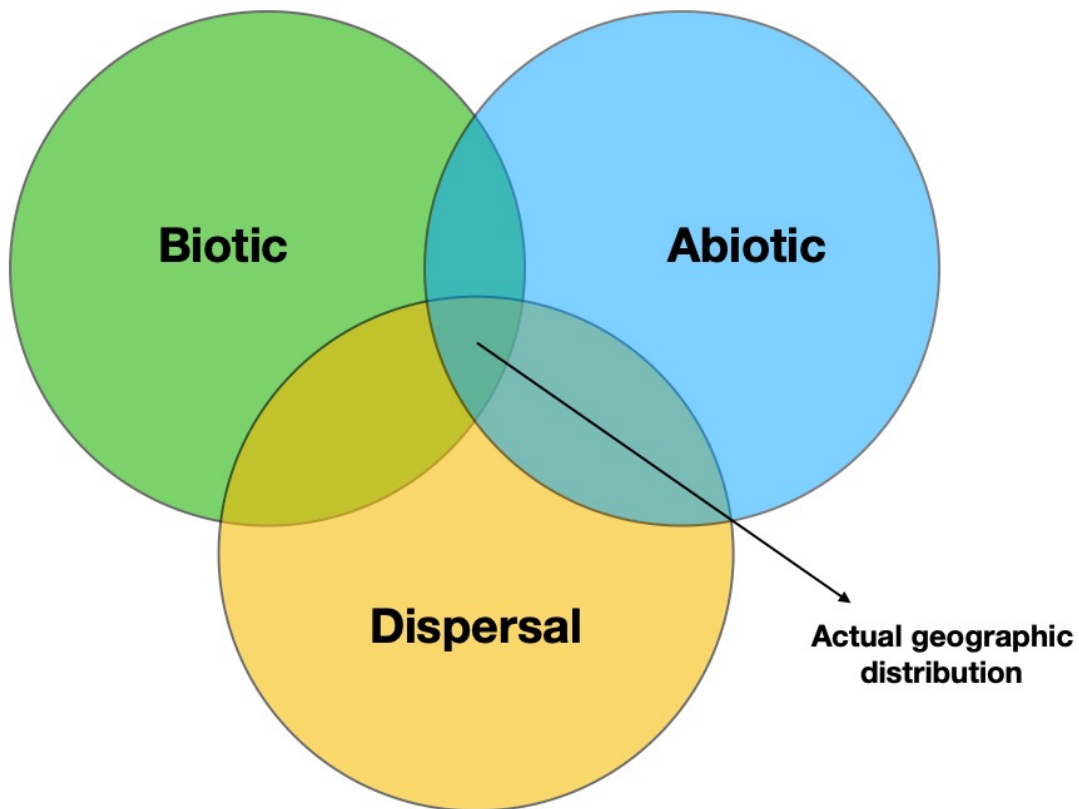 Biotic
Abiotic
Dispersal
Actual geographic
distribution